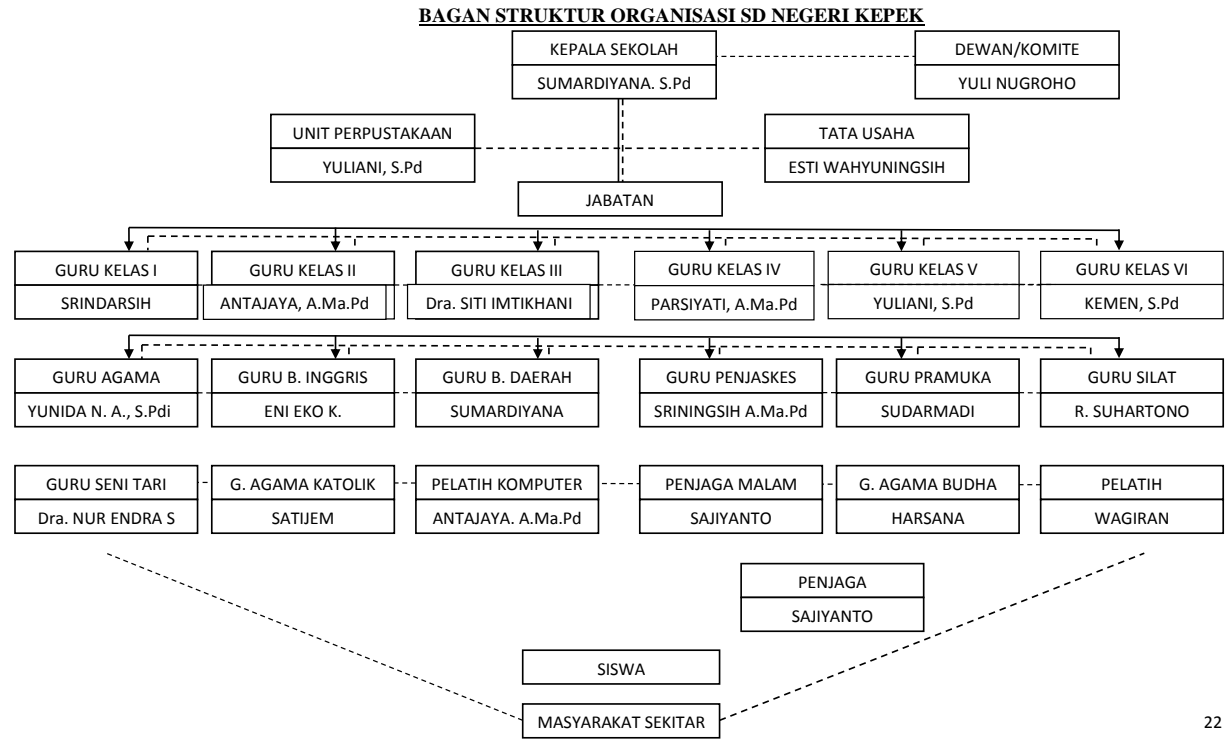 BAGAN STRUKTUR ORGANISASI SD NEGERI KEPEK
KEPALA SEKOLAH
SUMARDIYANA. S.Pd
DEWAN/KOMITE
YULI NUGROHO
UNIT PERPUSTAKAAN
YULIANI, S.Pd
TATA USAHA
ESTI WAHYUNINGSIH
JABATAN
GURU KELAS I
SRINDARSIH
GURU KELAS II
ANTAJAYA, A.Ma.Pd
GURU KELAS III
Dra. SITI IMTIKHANI
GURU KELAS IV
PARSIYATI, A.Ma.Pd
GURU KELAS V
YULIANI, S.Pd
GURU KELAS VI
KEMEN, S.Pd
GURU AGAMA
YUNIDA N. A., S.Pdi
GURU B. INGGRIS
ENI EKO K.
GURU B. DAERAH
SUMARDIYANA
GURU PENJASKES
SRININGSIH A.Ma.Pd
GURU PRAMUKA
SUDARMADI
GURU SILAT
R. SUHARTONO
GURU SENI TARI
Dra. NUR ENDRA S
G. AGAMA KATOLIK
SATIJEM
PELATIH KOMPUTER
ANTAJAYA. A.Ma.Pd
PENJAGA MALAM
SAJIYANTO
G. AGAMA BUDHA
HARSANA
PELATIH
WAGIRAN
PENJAGA
SAJIYANTO
SISWA
MASYARAKAT SEKITAR
22